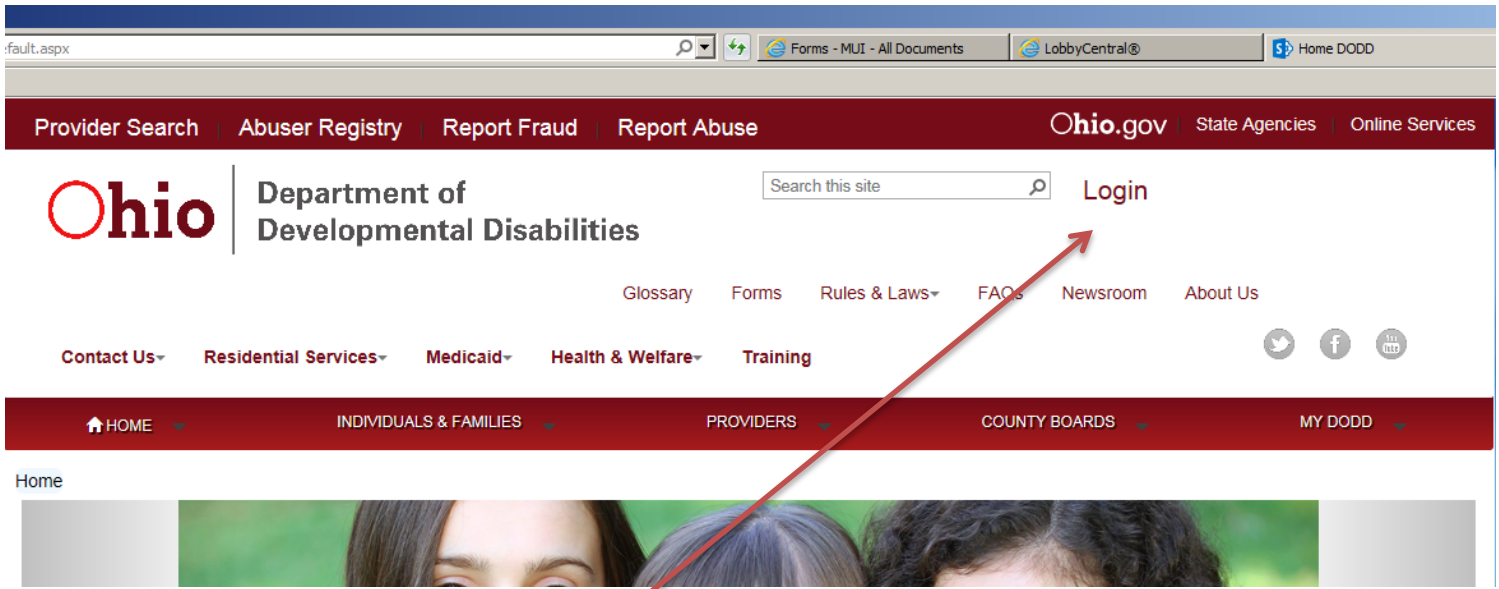 efault.aspx Forms - MUI - All Documents LobbyCentral® Home DODD
Provider Search Abuser Registry Report Fraud Report Abuse Ohio.gov State Agencies Online Services
Ohio Department of
Developmental Disabilities
Search this site Login
Glossary Forms Rules & Laws FAQs Newsroom About Us
Contact Us Residential Services Medicaid Health & Welfare Training
HOME INDIVIDUALS & FAMILIES PROVIDERS COUNTY BOARDS MY DODD
Home